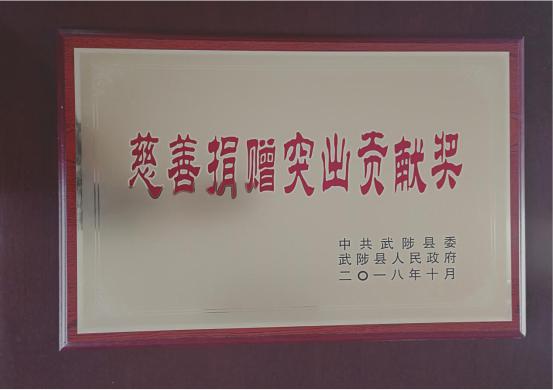 慈善捐赠突出贡献奖
中共武陟县委
武陟县人民政府
二〇一八年十月